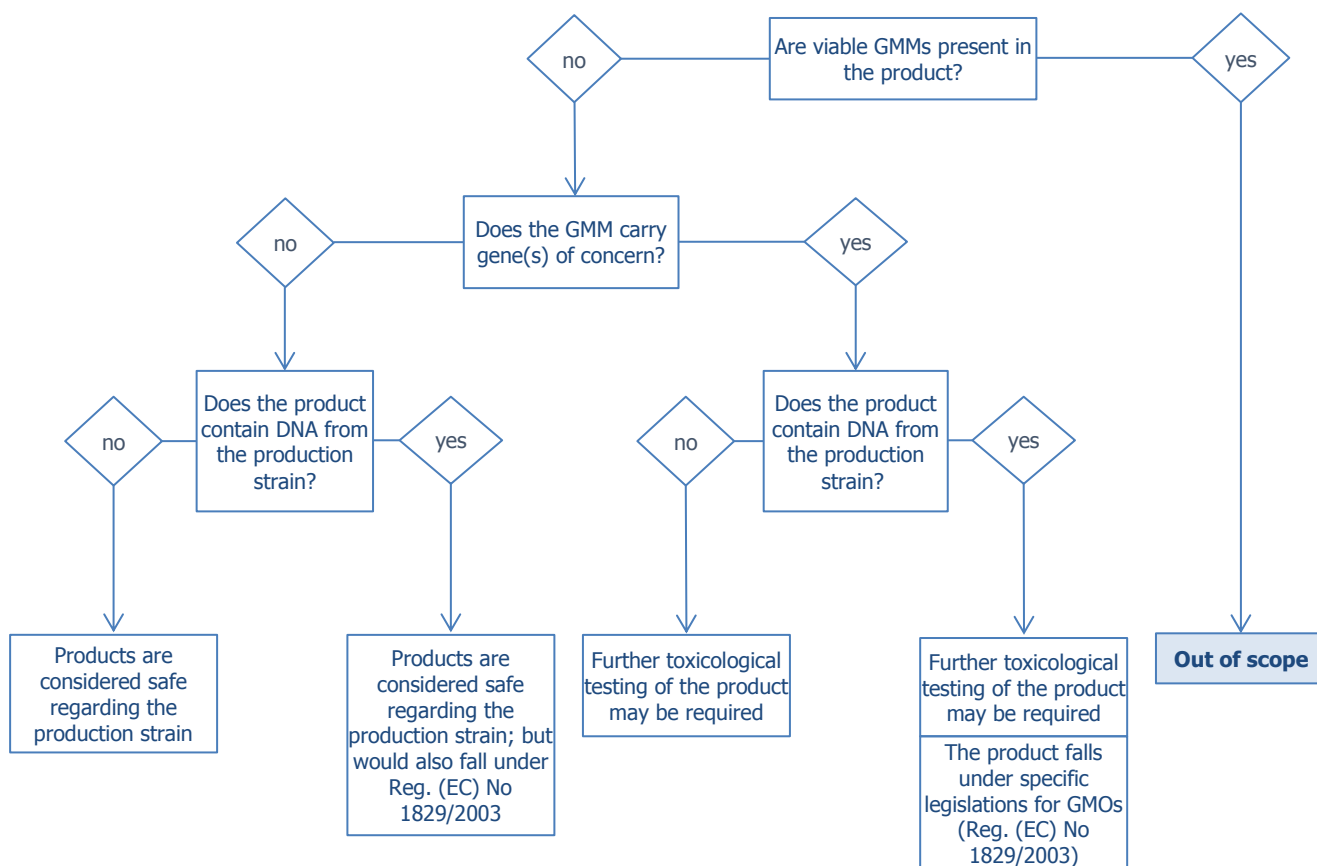 no
Are viable GMMs present in
the product?
yes
no
Does the GMM carry
gene(s) of concern?
yes
no
Does the product
contain DNA from
the production
strain?
yes
no
Does the product
contain DNA from
the production
strain?
yes
Products are
considered safe
regarding the
production strain
Products are
considered safe
regarding the
production strain; but
would also fall under
Reg. (EC) No
1829/2003
Further toxicological
testing of the product
may be required
Further toxicological
testing of the product
may be required
The product falls
under specific
legislations for GMOs
(Reg. (EC) No
1829/2003)
Out of scope